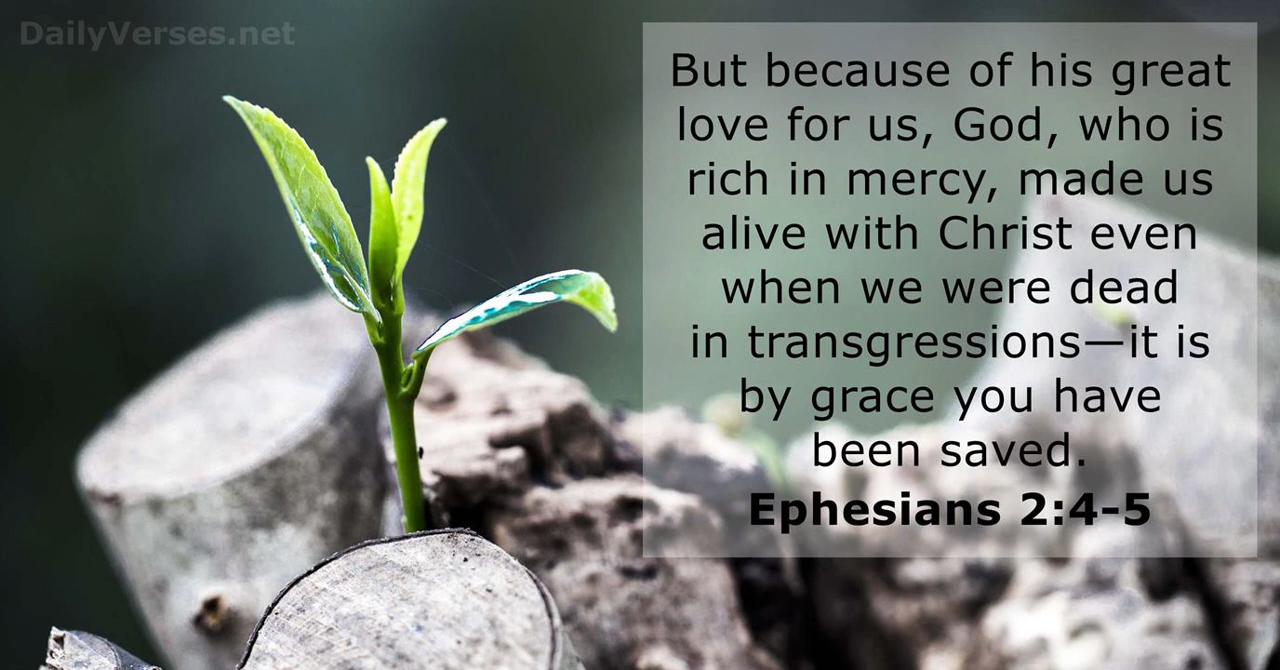 DailyVerses.net
But because of his great
love for us, God, who is
rich in mercy, made us
alive with Christ even
when we were dead
in transgressions—it is
by grace you have
been saved.
Ephesians 2:4-5